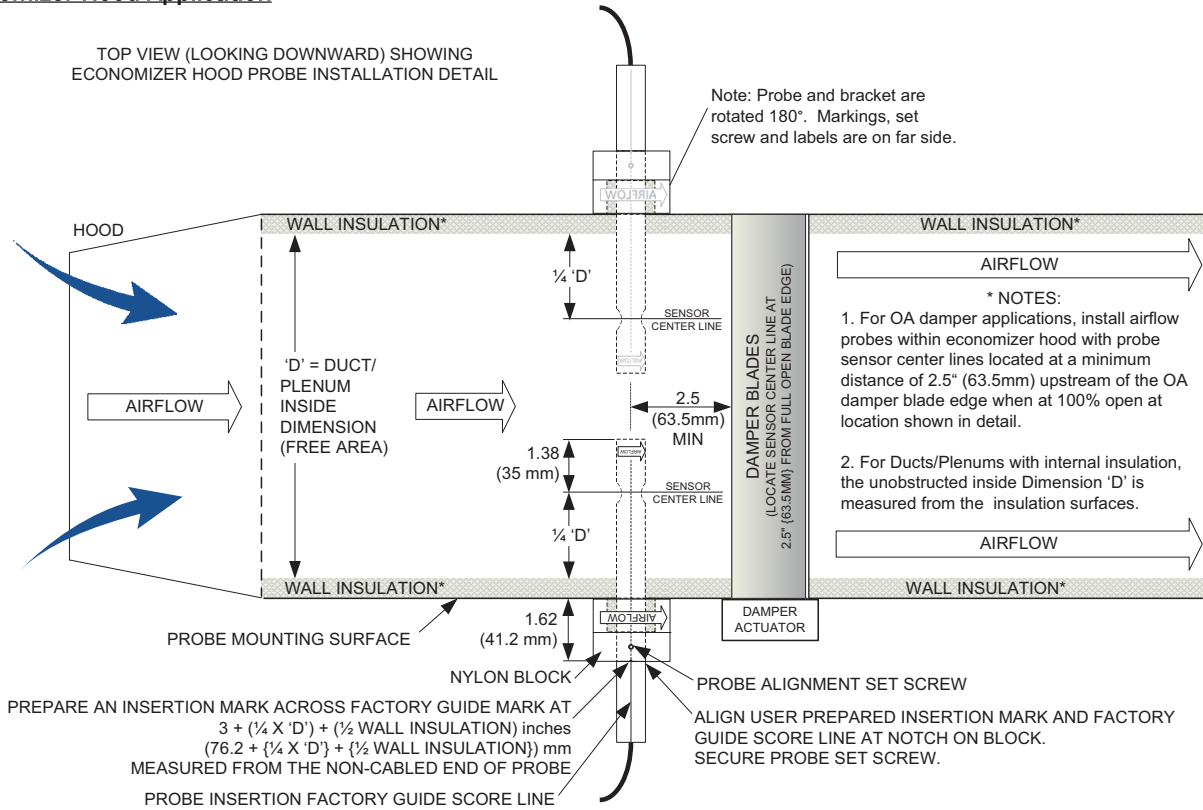 TOP VIEW (LOOKING DOWNWARD) SHOWING
ECONOMIZER HOOD PROBE INSTALLATION DETAIL
Note: Probe and bracket are
rotated 180°. Markings, set
screw and labels are on far side.
AIRFLOW
HOOD
WALL INSULATION*
WALL INSULATION*
¼ 'D'
SENSOR
CENTER LINE
AIRFLOW
'D' = DUCT/
PLENUM
INSIDE
DIMENSION
(FREE AREA)
AIRFLOW
AIRFLOW
AIRFLOW
2.5
(63.5mm)
MIN
1.38
(35 mm)
AIRFLOW
SENSOR
CENTER LINE
¼ 'D'
DAMPER BLADES
(LOCATE SENSOR CENTER LINE AT
2.5" {63.5MM} FROM FULL OPEN BLADE EDGE)
AIRFLOW
* NOTES:
1. For OA damper applications, install airflow
probes within economizer hood with probe
sensor center lines located at a minimum
distance of 2.5“ (63.5mm) upstream of the OA
damper blade edge when at 100% open at
location shown in detail.
2. For Ducts/Plenums with internal insulation,
the unobstructed inside Dimension 'D' is
measured from the insulation surfaces.
AIRFLOW
WALL INSULATION*
WALL INSULATION*
1.62
(41.2 mm)
AIRFLOW
DAMPER
ACTUATOR
PROBE MOUNTING SURFACE
NYLON BLOCK
PROBE ALIGNMENT SET SCREW
PREPARE AN INSERTION MARK ACROSS FACTORY GUIDE MARK AT
3 + (¼ X 'D') + (½ WALL INSULATION) inches
(76.2 + {¼ X 'D'} + {½ WALL INSULATION}) mm
MEASURED FROM THE NON-CABLED END OF PROBE
ALIGN USER PREPARED INSERTION MARK AND FACTORY
GUIDE SCORE LINE AT NOTCH ON BLOCK.
SECURE PROBE SET SCREW.
PROBE INSERTION FACTORY GUIDE SCORE LINE